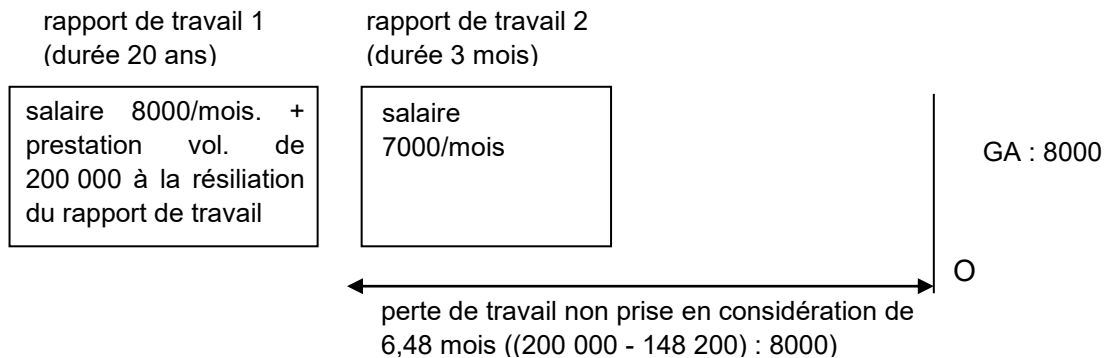 rapport de travail 1
(durée 20 ans)
rapport de travail 2
(durée 3 mois)
salaire 8000/mois. +
prestation vol. de
200 000 à la résiliation
du rapport de travail
salaire
7000/mois
GA : 8000
O
perte de travail non prise en considération de
6,48 mois ((200 000 - 148 200) : 8000)